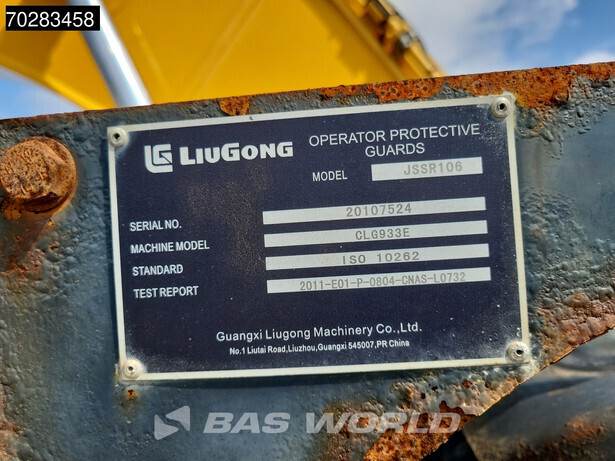 70283458
LIUGONG
OPERATOR PROTECTIVE
GUARDS
MODEL JSSR106
SERIAL NO. 20107524
MACHINE MODEL CLG933E
STANDARD ISO 10262
TEST REPORT 2011-E01-P-0804-CNAS-L0732
Guangxi Liugong Machinery Co.,Ltd.
No.1 Liutai Road,Liuzhou,Guangxi 545007,PR China
BAS WORLD